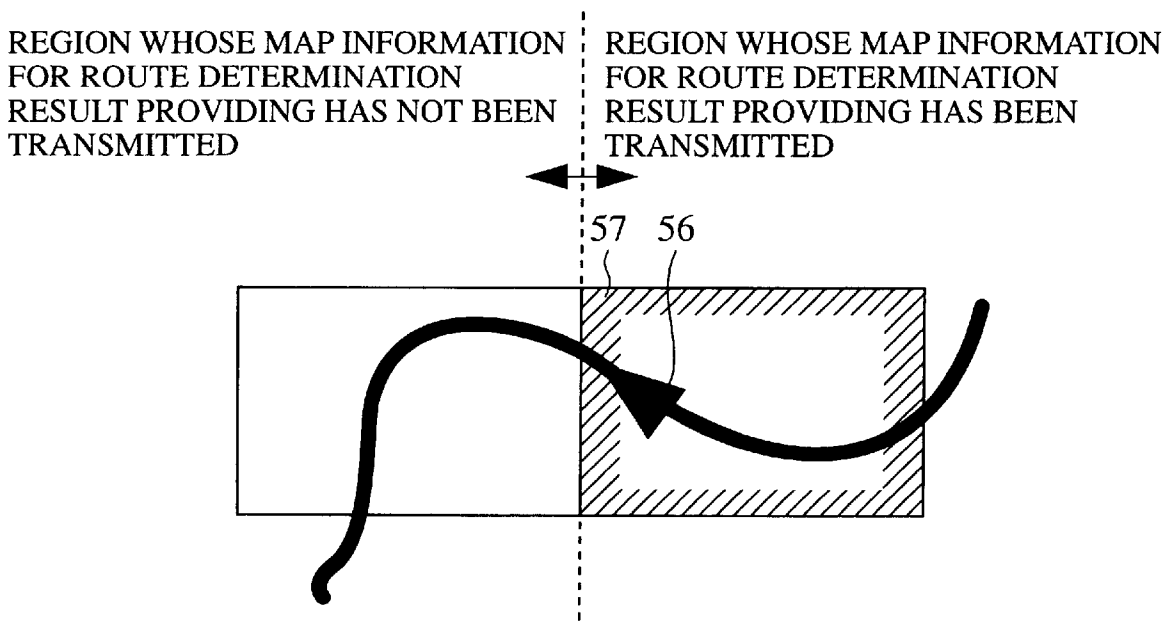 REGION WHOSE MAP INFORMATION
FOR ROUTE DETERMINATION
RESULT PROVIDING HAS NOT BEEN
TRANSMITTED
REGION WHOSE MAP INFORMATION
FOR ROUTE DETERMINATION
RESULT PROVIDING HAS BEEN
TRANSMITTED
57 56